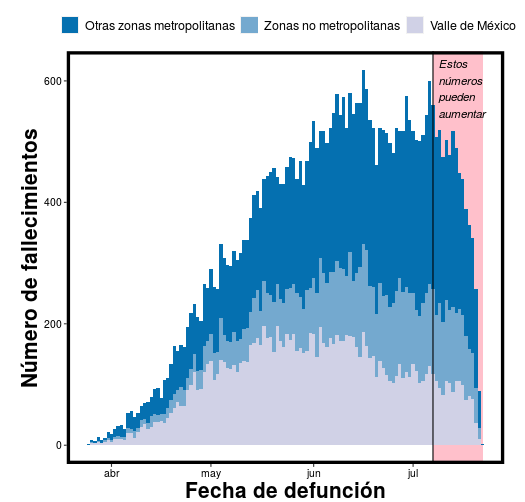 Otras zonas metropolitanas Zonas no metropolitanas Valle de México
Estos
números
pueden
aumentar
600
400
200
0
Número de fallecimientos
abr may jun jul
Fecha de defunción